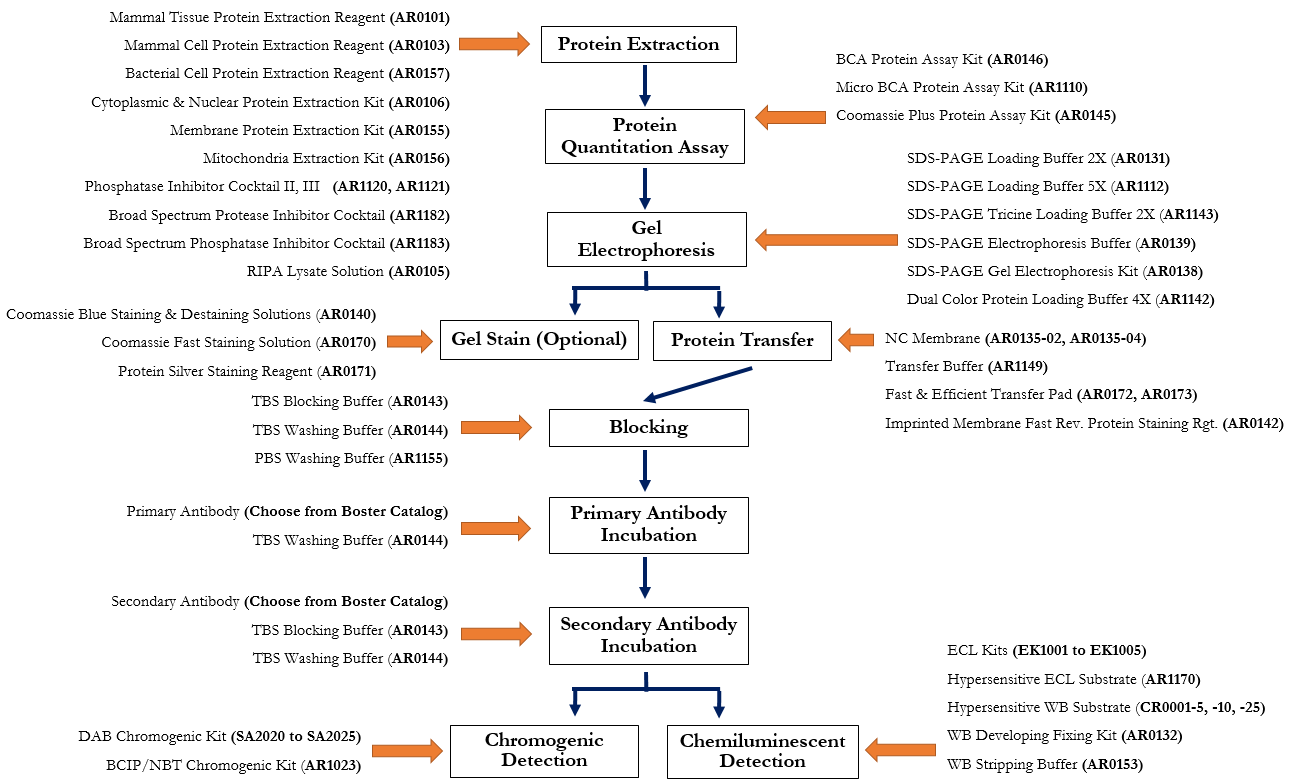 Mammal Tissue Protein Extraction Reagent (AR0101)
Mammal Cell Protein Extraction Reagent (AR0103)
Bacterial Cell Protein Extraction Reagent (AR0157)
Cytoplasmic & Nuclear Protein Extraction Kit (AR0106)
Membrane Protein Extraction Kit (AR0155)
Mitochondria Extraction Kit (AR0156)
Phosphatase Inhibitor Cocktail II, III (AR1120, AR1121)
Broad Spectrum Protease Inhibitor Cocktail (AR1182)
Broad Spectrum Phosphatase Inhibitor Cocktail (AR1183)
RIPA Lysate Solution (AR0105)
Protein Extraction
BCA Protein Assay Kit (AR0146)
Micro BCA Protein Assay Kit (AR1110)
Coomassie Plus Protein Assay Kit (AR0145)
Protein
Quantitation Assay
SDS-PAGE Loading Buffer 2X (AR0131)
SDS-PAGE Loading Buffer 5X (AR1112)
SDS-PAGE Tricine Loading Buffer 2X (AR1143)
SDS-PAGE Electrophoresis Buffer (AR0139)
SDS-PAGE Gel Electrophoresis Kit (AR0138)
Dual Color Protein Loading Buffer 4X (AR1142)
Gel
Electrophoresis
Coomassie Blue Staining & Destaining Solutions (AR0140)
Coomassie Fast Staining Solution (AR0170)
Protein Silver Staining Reagent (AR0171)
Gel Stain (Optional)
Protein Transfer
NC Membrane (AR0135-02, AR0135-04)
Transfer Buffer (AR1149)
Fast & Efficient Transfer Pad (AR0172, AR0173)
Imprinted Membrane Fast Rev. Protein Staining Rgt. (AR0142)
TBS Blocking Buffer (AR0143)
TBS Washing Buffer (AR0144)
PBS Washing Buffer (AR1155)
Blocking
Primary Antibody (Choose from Boster Catalog)
TBS Washing Buffer (AR0144)
Primary Antibody
Incubation
Secondary Antibody (Choose from Boster Catalog)
TBS Blocking Buffer (AR0143)
TBS Washing Buffer (AR0144)
Secondary Antibody
Incubation
DAB Chromogenic Kit (SA2020 to SA2025)
BCIP/NBT Chromogenic Kit (AR1023)
Chromogenic
Detection
Chemiluminescent
Detection
ECL Kits (EK1001 to EK1005)
Hypersensitive ECL Substrate (AR1170)
Hypersensitive WB Substrate (CR0001-5, -10, -25)
WB Developing Fixing Kit (AR0132)
WB Stripping Buffer (AR0153)